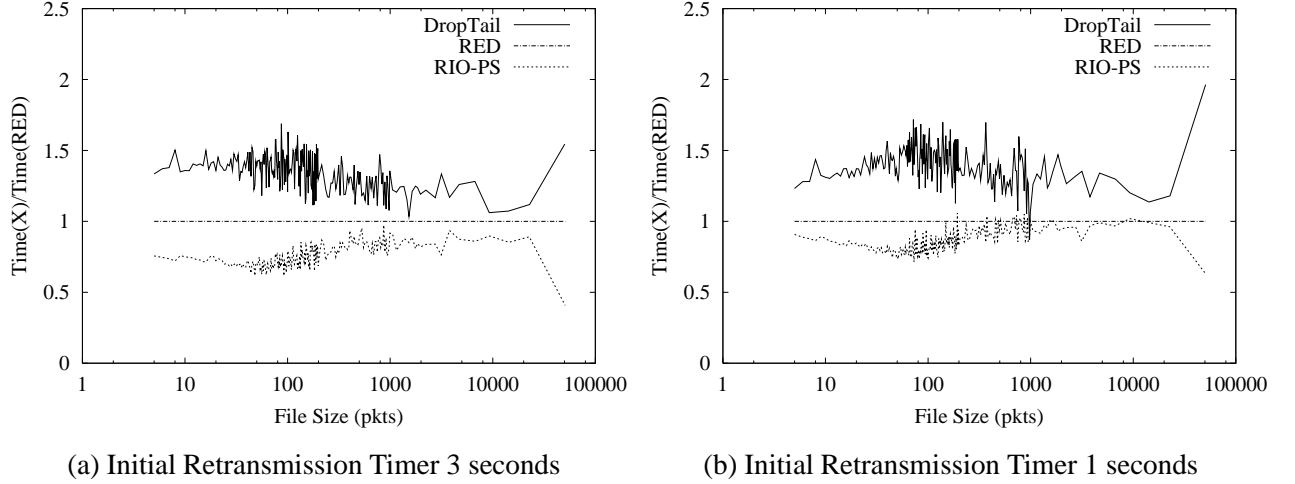 2.5
2
1.5
1
0.5
0
Time(X)/Time(RED)
DropTail
RED
RIO-PS
1 10 100 1000 10000 100000
File Size (pkts)
(a) Initial Retransmission Timer 3 seconds
2.5
2
1.5
1
0.5
0
Time(X)/Time(RED)
DropTail
RED
RIO-PS
1 10 100 1000 10000 100000
File Size (pkts)
(b) Initial Retransmission Timer 1 seconds